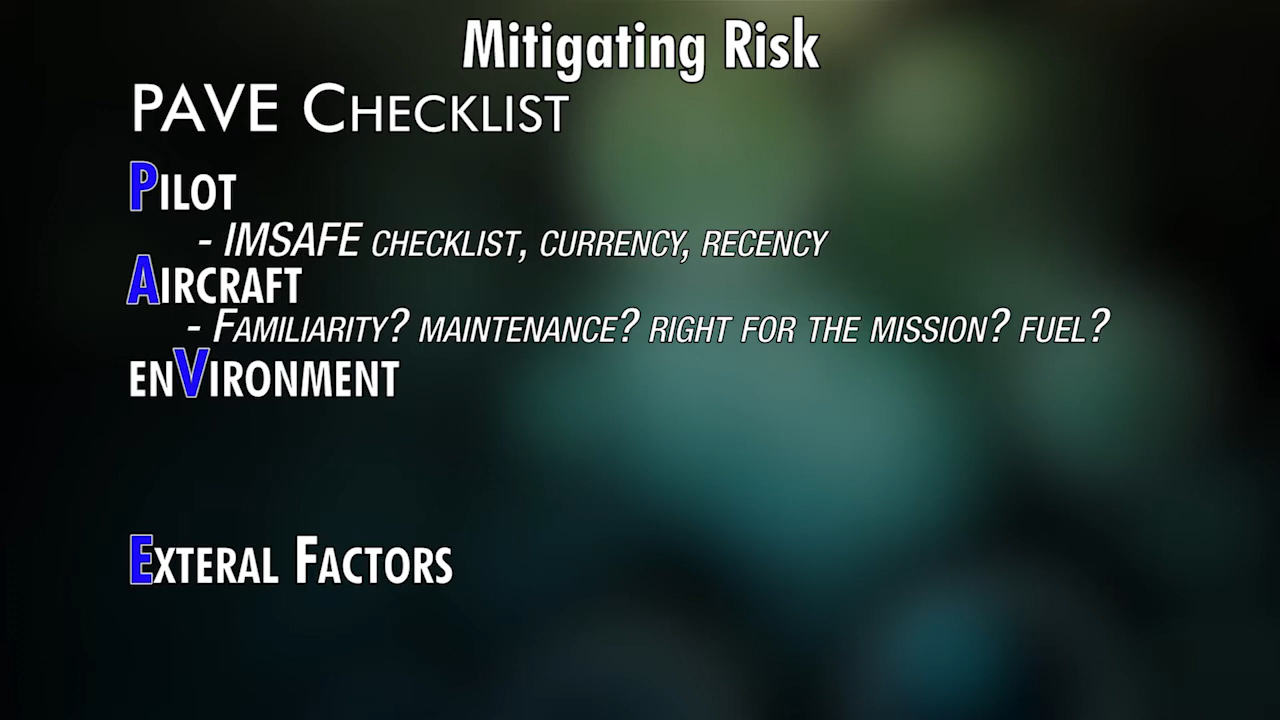 Mitigating Risk
PAVE CHECKLIST
PILOT
- IMSAFE CHECKLIST, CURRENCY, RECENCY
AIRCRAFT
- FAMILIARITY? MAINTENANCE? RIGHT FOR THE MISSION? FUEL?
ENVIRONMENT
EXTERAL FACTORS